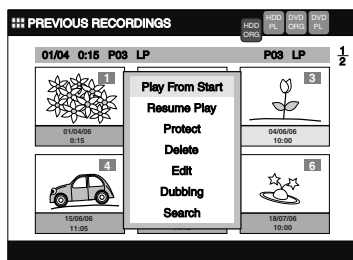 PREVIOUS RECORDINGS
HDD ORG
HDD PL
DVD ORG
DVD PL
01/04 0:15 P03 LP P03 LP
1/2
1
3
Play From Start
Resume Play
Protect
Delete
Edit
Dubbing
Search
01/04/06
0:15
04/06/06
10:00
4
6
15/06/06
11:05
18/07/06
10:00